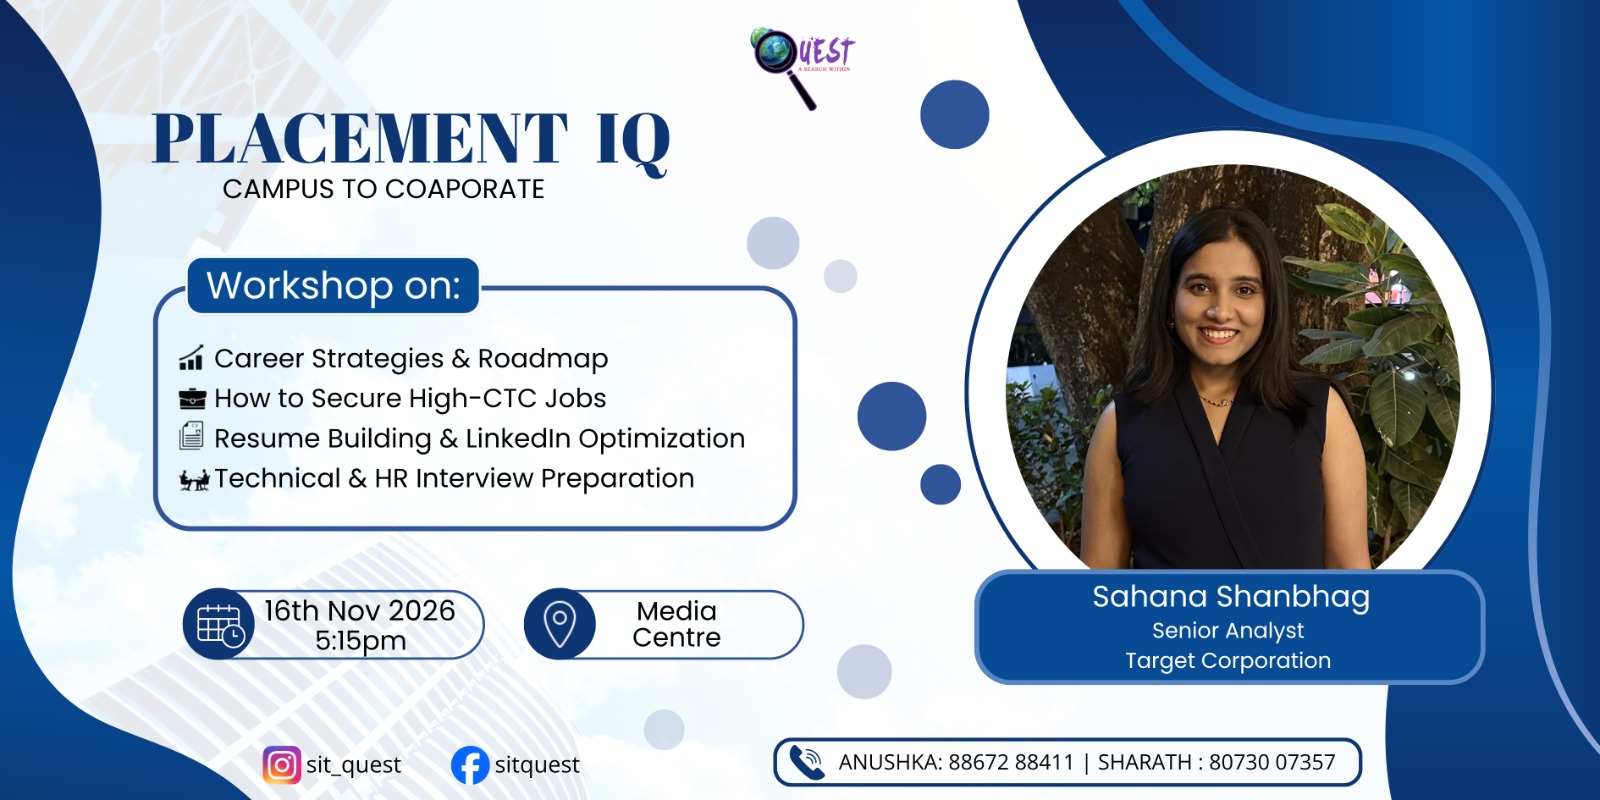 QUEST
A SEARCH WITHIN
PLACEMENT IQ
CAMPUS TO COAPORATE
Workshop on:
Career Strategies & Roadmap
How to Secure High-CTC Jobs
Resume Building & LinkedIn Optimization
Technical & HR Interview Preparation
16th Nov 2026
5:15pm
Media
Centre
Sahana Shanbhag
Senior Analyst
Target Corporation
sit_quest
sitquest
ANUSHKA: 88672 88411 | SHARATH : 80730 07357